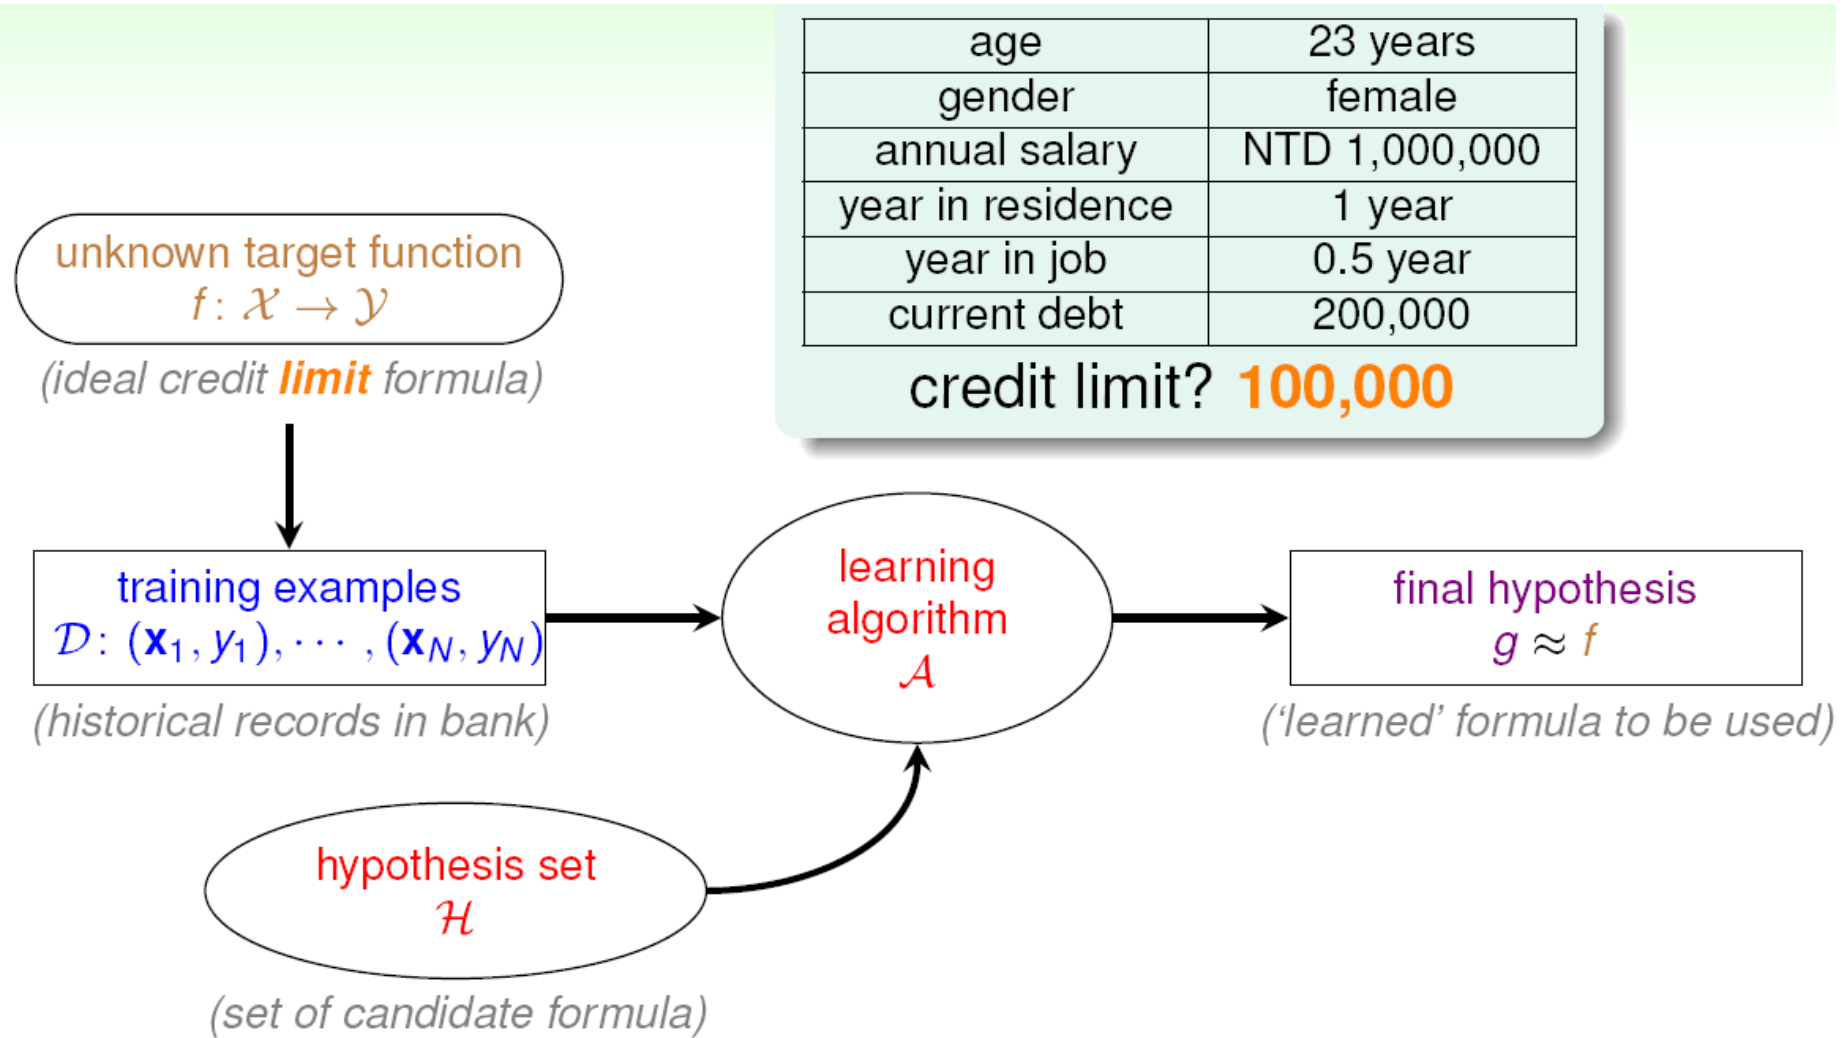 age 23 years
gender female
annual salary NTD 1,000,000
year in residence 1 year
year in job 0.5 year
current debt 200,000
credit limit? 100,000
unknown target function
f : 𝒳 → 𝒴
(ideal credit limit formula)
training examples
𝒟 : (x₁, y₁), ⋯ , (x_N, y_N)
(historical records in bank)
learning
algorithm
𝒜
final hypothesis
g ≈ f
('learned' formula to be used)
hypothesis set
ℋ
(set of candidate formula)